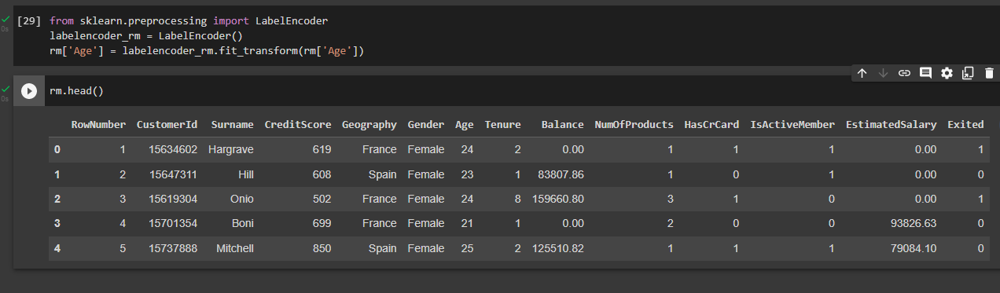 [29] from sklearn.preprocessing import LabelEncoder
0s
labelencoder_rm = LabelEncoder()
rm['Age'] = labelencoder_rm.fit_transform(rm['Age'])
rm.head()
0s
RowNumber CustomerId Surname CreditScore Geography Gender Age Tenure Balance NumOfProducts HasCrCard IsActiveMember EstimatedSalary Exited
0 1 15634602 Hargrave 619 France Female 24 2 0.00 1 1 1 0.00 1
1 2 15647311 Hill 608 Spain Female 23 1 83807.86 1 0 1 0.00 0
2 3 15619304 Onio 502 France Female 24 8 159660.80 3 1 0 0.00 1
3 4 15701354 Boni 699 France Female 21 1 0.00 2 0 0 93826.63 0
4 5 15737888 Mitchell 850 Spain Female 25 2 125510.82 1 1 1 79084.10 0